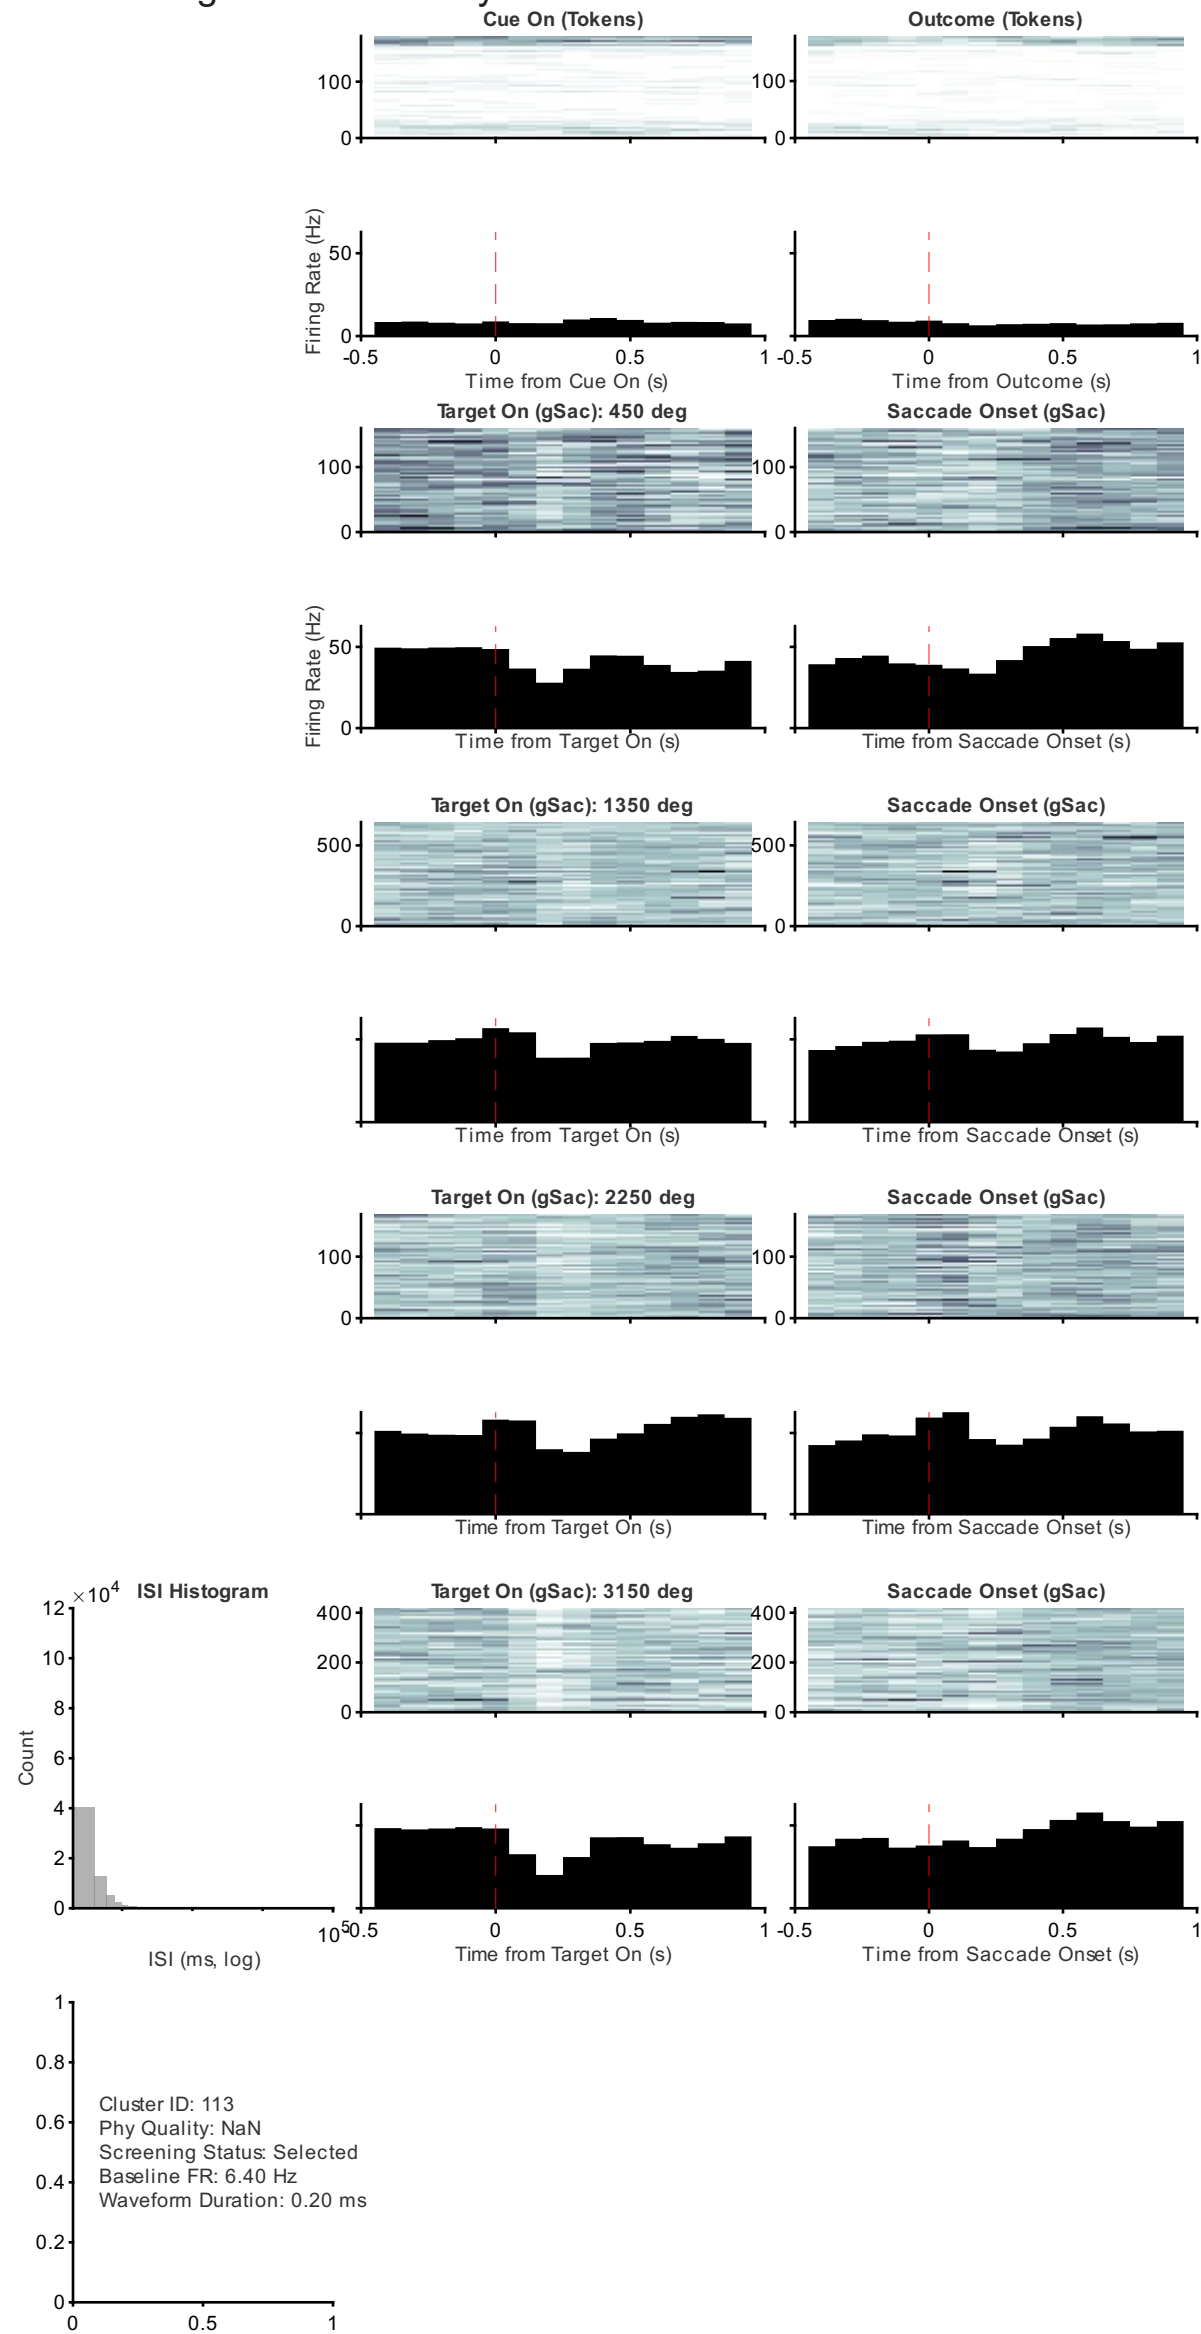 Cue On (Tokens)
Outcome (Tokens)
100
0
100
0
Firing Rate (Hz)
50
0
-0.5 0 0.5 1
-0.5 0 0.5 1
Time from Cue On (s)
Time from Outcome (s)
Target On (gSac): 450 deg
Saccade Onset (gSac)
100
0
100
0
Firing Rate (Hz)
50
0
Time from Target On (s)
Time from Saccade Onset (s)
Target On (gSac): 1350 deg
Saccade Onset (gSac)
500
0
500
0
Time from Target On (s)
Time from Saccade Onset (s)
Target On (gSac): 2250 deg
Saccade Onset (gSac)
100
0
100
0
Time from Target On (s)
Time from Saccade Onset (s)
×10⁴
ISI Histogram
12
10
8
6
4
2
0
Count
10⁵
ISI (ms, log)
Target On (gSac): 3150 deg
Saccade Onset (gSac)
400
200
0
400
200
0
-0.5 0 0.5 1
-0.5 0 0.5 1
Time from Target On (s)
Time from Saccade Onset (s)
1
0.8
0.6
0.4
0.2
0
Cluster ID: 113
Phy Quality: NaN
Screening Status: Selected
Baseline FR: 6.40 Hz
Waveform Duration: 0.20 ms
0 0.5 1